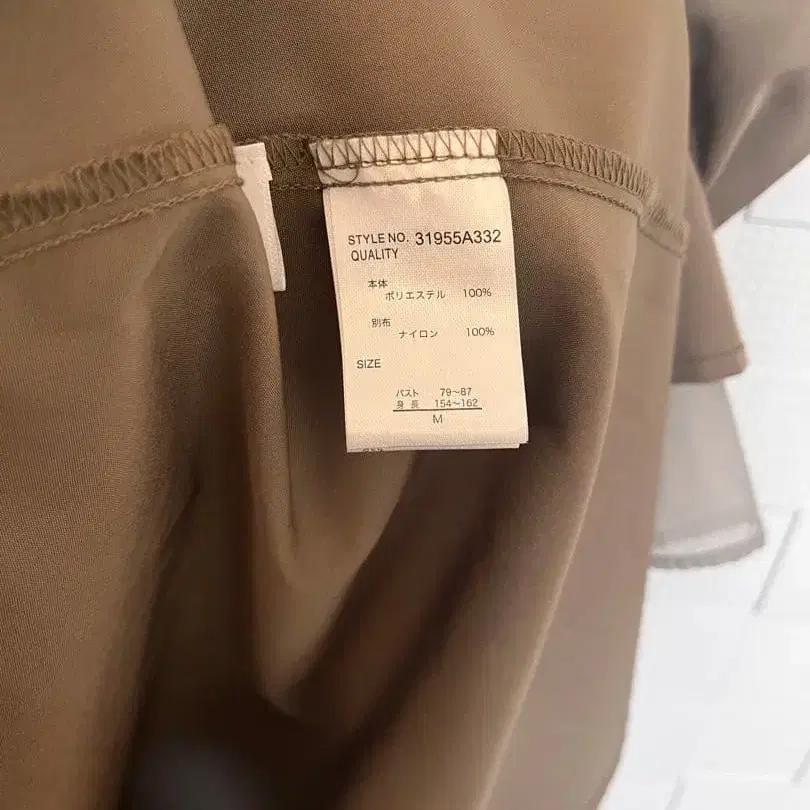 STYLE NO. 31955A332
QUALITY
本体
ポリエステル 100%
別布
ナイロン 100%
SIZE
バスト 79～87
身長 154～162
M